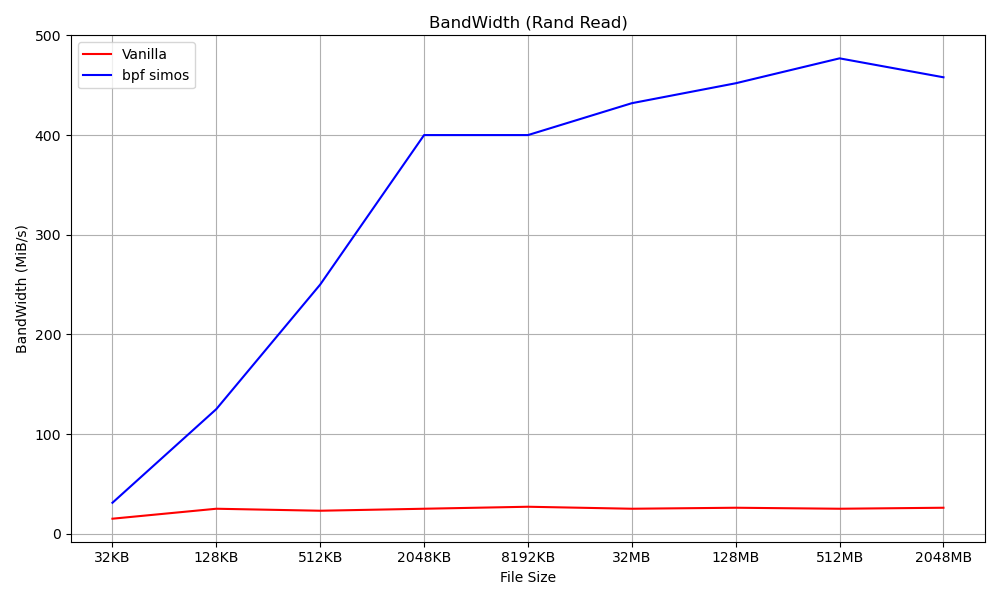 BandWidth (Rand Read)
Vanilla
bpf simos
BandWidth (MiB/s)
500
400
300
200
100
0
32KB 128KB 512KB 2048KB 8192KB 32MB 128MB 512MB 2048MB
File Size